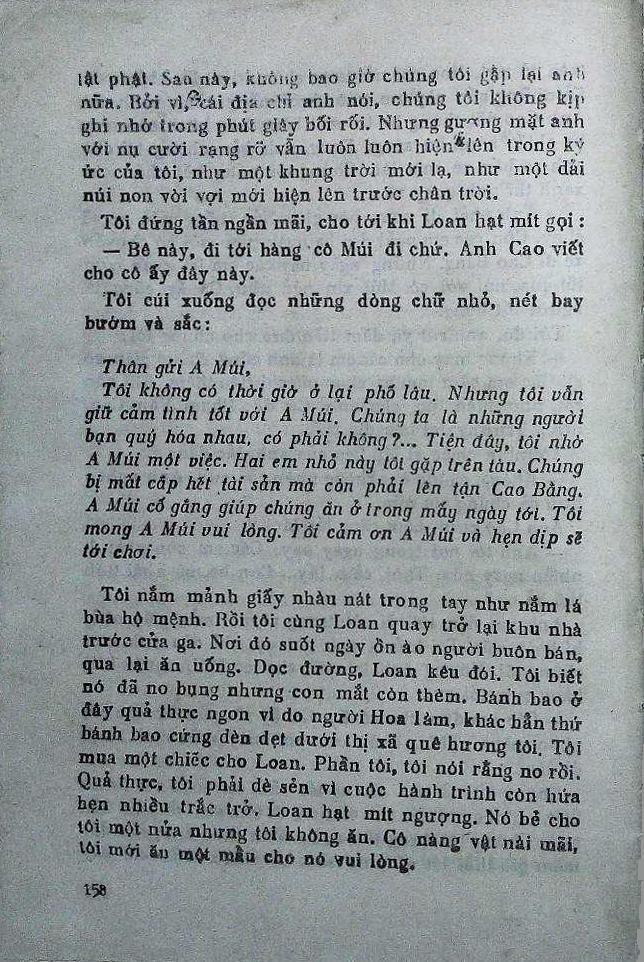 lật phật. Sau này, không bao giờ chúng tôi gặp lại anh
nữa. Bởi vì, cái địa chỉ anh nói, chúng tôi không kịp
ghi nhớ trong phút giây bối rối. Nhưng gương mặt anh
với nụ cười rạng rỡ vẫn luôn luôn hiện lên trong ký
ức của tôi, như một khung trời mới lạ, như một dải
núi non vời vợi mới hiện lên trước chân trời.
Tôi đứng tần ngần mãi, cho tới khi Loan hạt mít gọi :
— Bê này, đi tới hàng cô Múi đi chứ. Anh Cao viết
cho cô ấy đây này.
Tôi cúi xuống đọc những dòng chữ nhỏ, nét bay
bướm và sắc :
Thân gửi A Múi,
Tôi không có thời giờ ở lại phố lâu. Nhưng tôi vẫn
giữ cảm tình tốt với A Múi. Chúng ta là những người
bạn quý hóa nhau, có phải không ?... Tiện đây, tôi nhờ
A Múi một việc. Hai em nhỏ này tôi gặp trên tàu. Chúng
bị mất cắp hết tài sản mà còn phải lên tận Cao Bằng.
A Múi cố gắng giúp chúng ăn ở trong mấy ngày tới. Tôi
mong A Múi vui lòng. Tôi cảm ơn A Múi và hẹn dịp sẽ
tới chơi.
Tôi nắm mảnh giấy nhàu nát trong tay như nắm lá
bùa hộ mệnh. Rồi tôi cùng Loan quay trở lại khu nhà
trước cửa ga. Nơi đó suốt ngày ồn ào người buôn bán,
qua lại ăn uống. Dọc đường, Loan kêu đói. Tôi biết
nó đã no bụng nhưng con mắt còn thèm. Bánh bao ở
đây quả thực ngon vì do người Hoa làm, khác hẳn thứ
bánh bao cứng dèn dẹt dưới thị xã quê hương tôi. Tôi
mua một chiếc cho Loan. Phần tôi, tôi nói rằng no rồi.
Quả thực, tôi phải dè sẻn vì cuộc hành trình còn hứa
hẹn nhiều trắc trở. Loan hạt mít ngượng. Nó bẻ cho
tôi một nửa nhưng tôi không ăn. Cô nàng vật nài mãi,
tôi mới ăn một mẩu cho nó vui lòng.
158